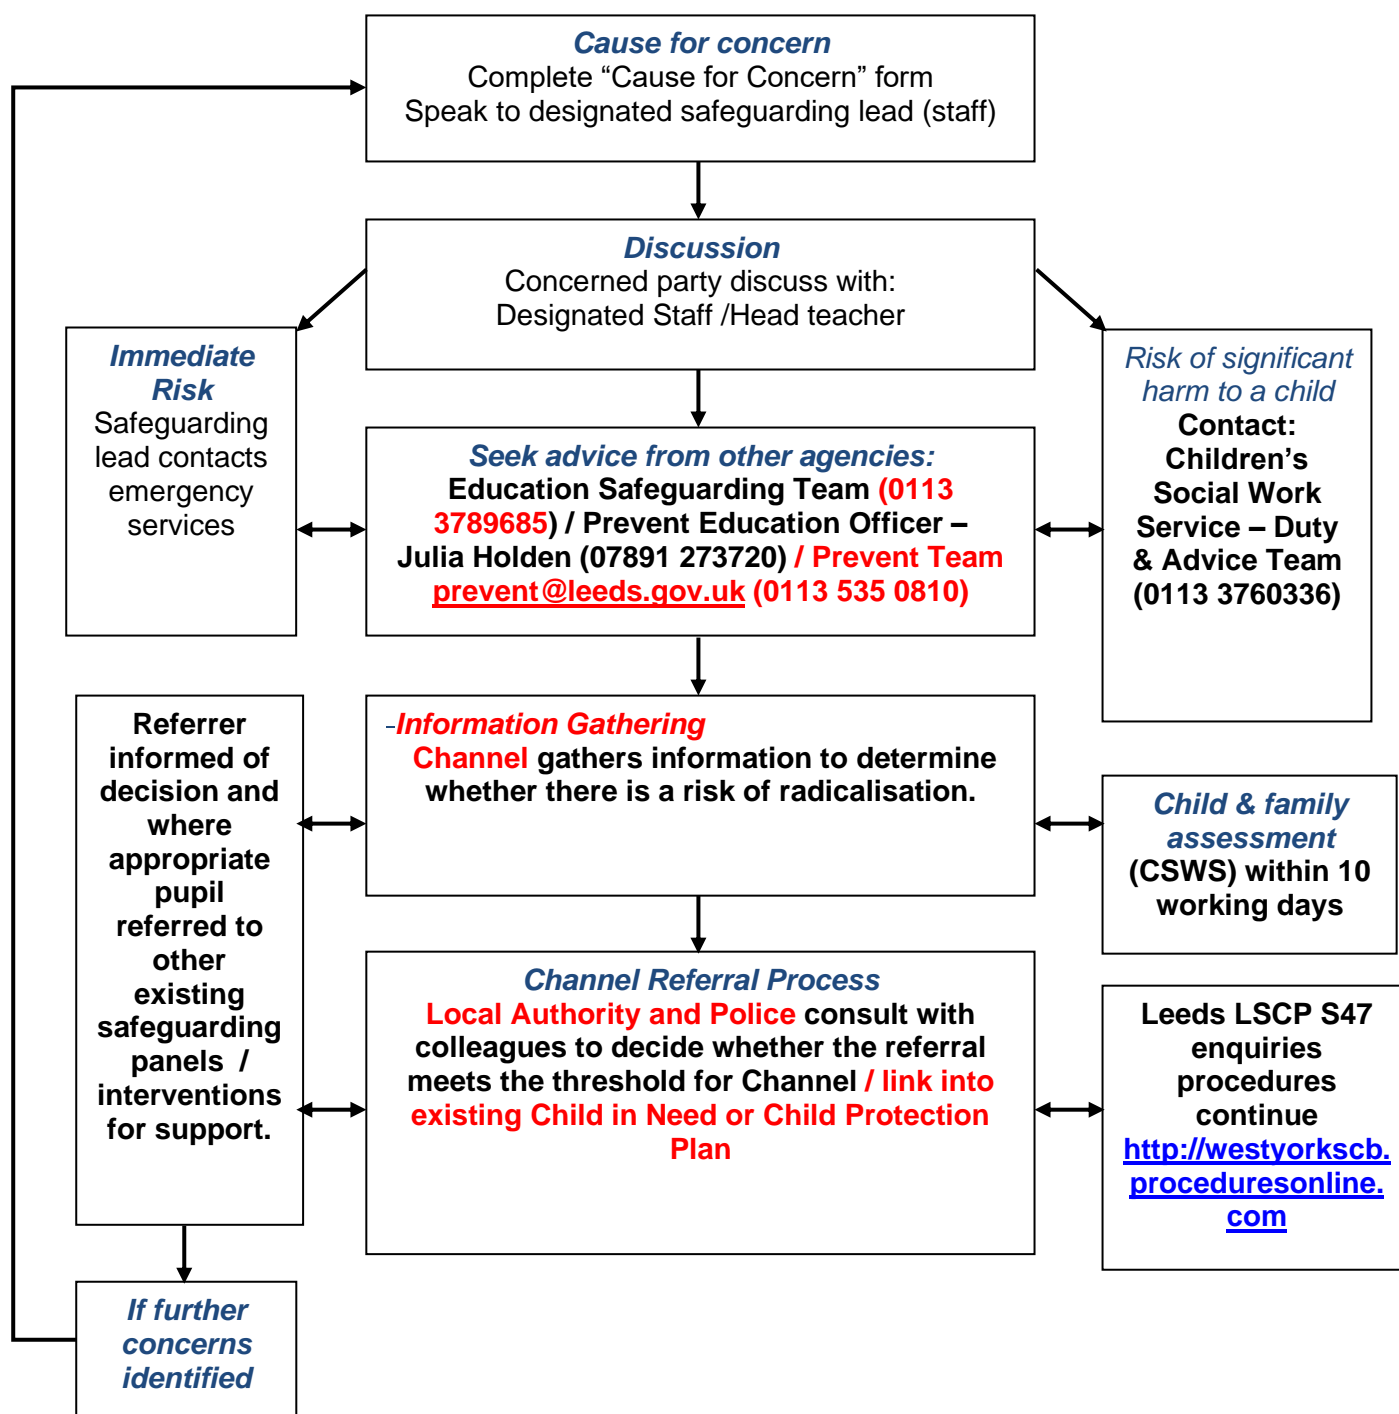 Cause for concern
Complete “Cause for Concern” form
Speak to designated safeguarding lead (staff)
Discussion
Concerned party discuss with:
Designated Staff /Head teacher
Immediate
Risk
Safeguarding
lead contacts
emergency
services
Risk of significant
harm to a child
Contact:
Children’s
Social Work
Service – Duty
& Advice Team
(0113 3760336)
Seek advice from other agencies:
Education Safeguarding Team (0113
3789685) / Prevent Education Officer –
Julia Holden (07891 273720) / Prevent Team
prevent@leeds.gov.uk (0113 535 0810)
Referrer
informed of
decision and
where
appropriate
pupil
referred to
other
existing
safeguarding
panels /
interventions
for support.
-Information Gathering
Channel gathers information to determine
whether there is a risk of radicalisation.
Child & family
assessment
(CSWS) within 10
working days
Channel Referral Process
Local Authority and Police consult with
colleagues to decide whether the referral
meets the threshold for Channel / link into
existing Child in Need or Child Protection
Plan
Leeds LSCP S47
enquiries
procedures
continue
http://westyorkscb.
proceduresonline.
com
If further
concerns
identified